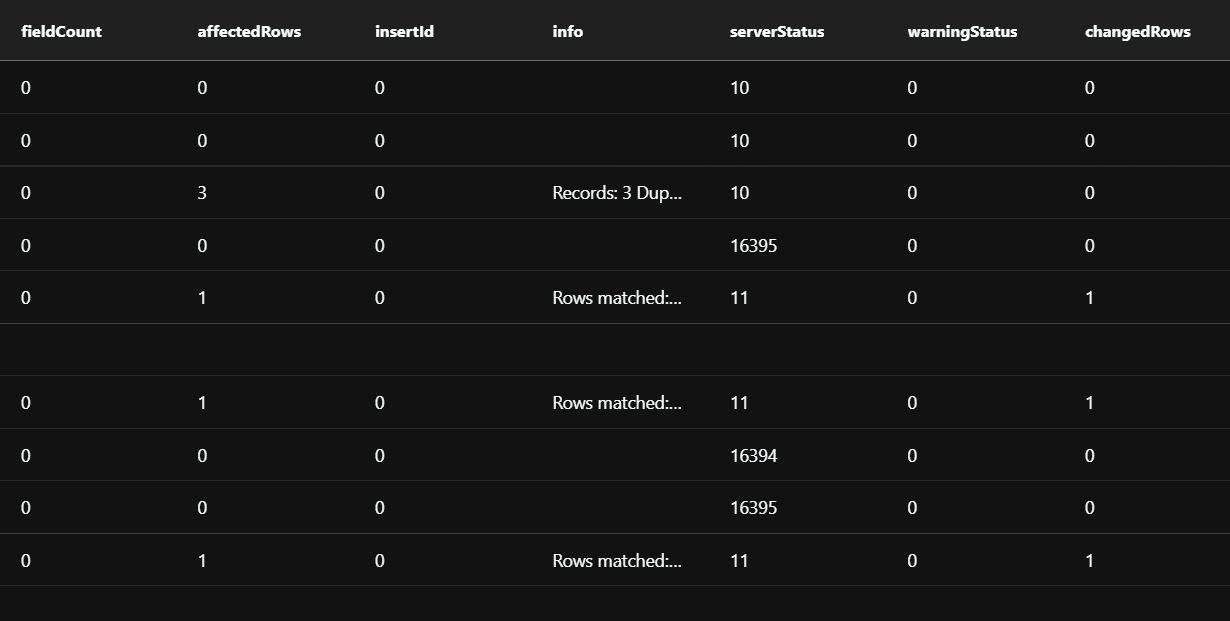 fieldCount affectedRows insertId info serverStatus warningStatus changedRows
0 0 0 10 0 0
0 0 0 10 0 0
0 3 0 Records: 3 Dup... 10 0 0
0 0 0 16395 0 0
0 1 0 Rows matched:... 11 0 1
0 1 0 Rows matched:... 11 0 1
0 0 0 16394 0 0
0 0 0 16395 0 0
0 1 0 Rows matched:... 11 0 1